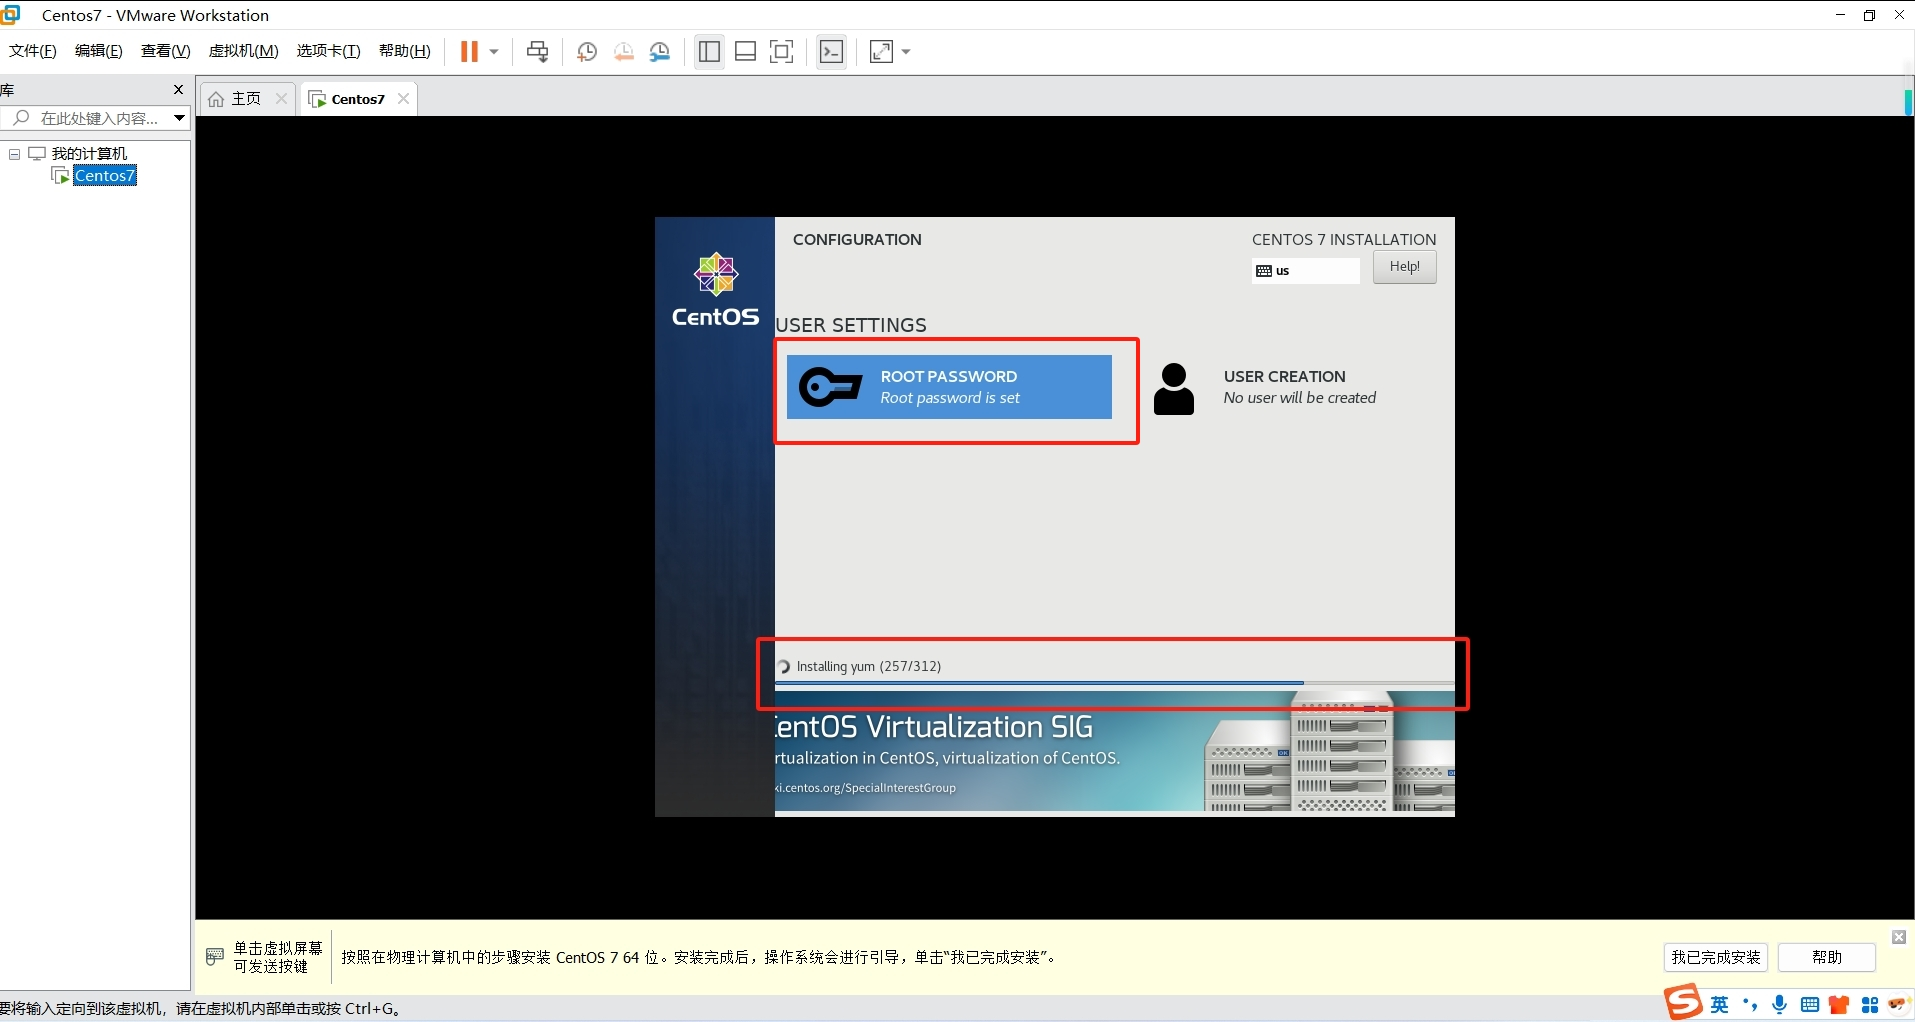 Centos7 - VMware Workstation
文件(F) 编辑(E) 查看(V) 虚拟机(M) 选项卡(T) 帮助(H)
库
在此处键入内容...
我的计算机
Centos7
主页
Centos7
CentOS
CONFIGURATION
CENTOS 7 INSTALLATION
us
Help!
USER SETTINGS
ROOT PASSWORD
Root password is set
USER CREATION
No user will be created
Installing yum (257/312)
entOS Virtualization SIG
rtualization in CentOS, virtualization of CentOS.
ki.centos.org/SpecialInterestGroup
单击虚拟屏幕
可发送按键
按照在物理计算机中的步骤安装 CentOS 7 64 位。安装完成后，操作系统会进行引导，单击“我已完成安装”。
我已完成安装
帮助
要将输入定向到该虚拟机，请在虚拟机内部单击或按 Ctrl+G。
英